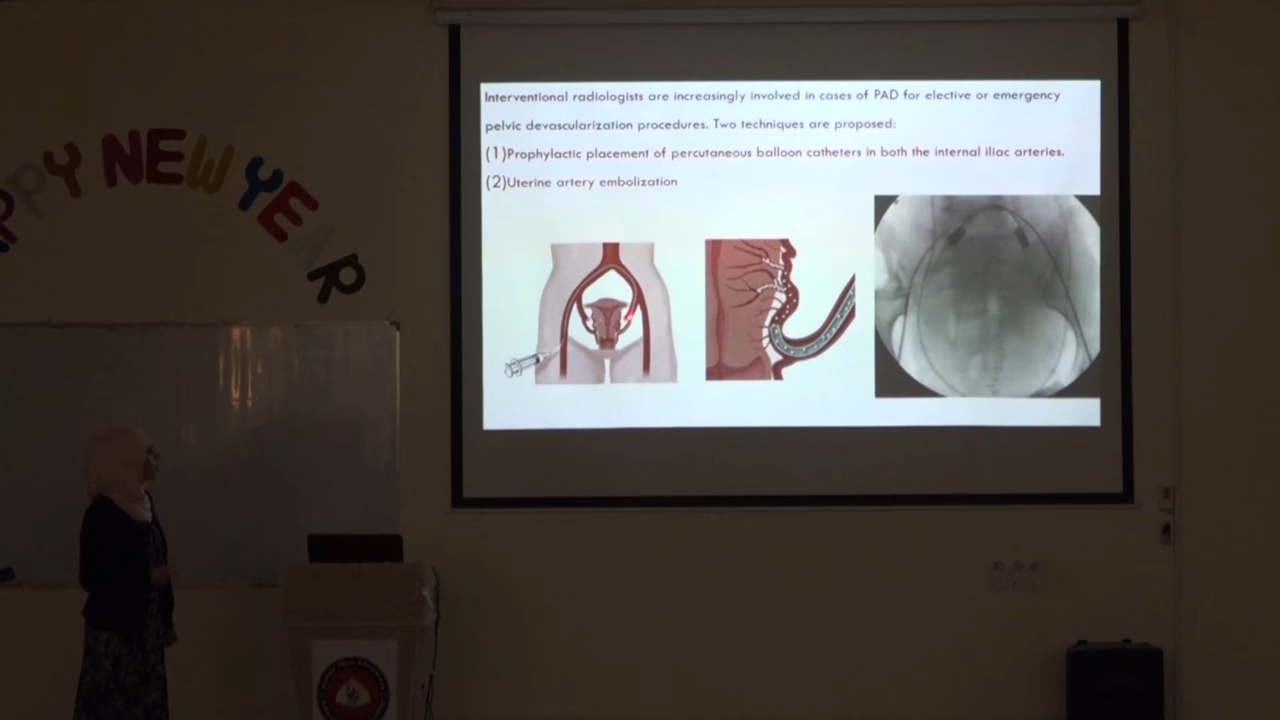 PPY NEW YEAR
Interventional radiologists are increasingly involved in cases of PAD for elective or emergency
pelvic devascularization procedures. Two techniques are proposed:
(1)Prophylactic placement of percutaneous balloon catheters in both the internal iliac arteries.
(2)Uterine artery embolization